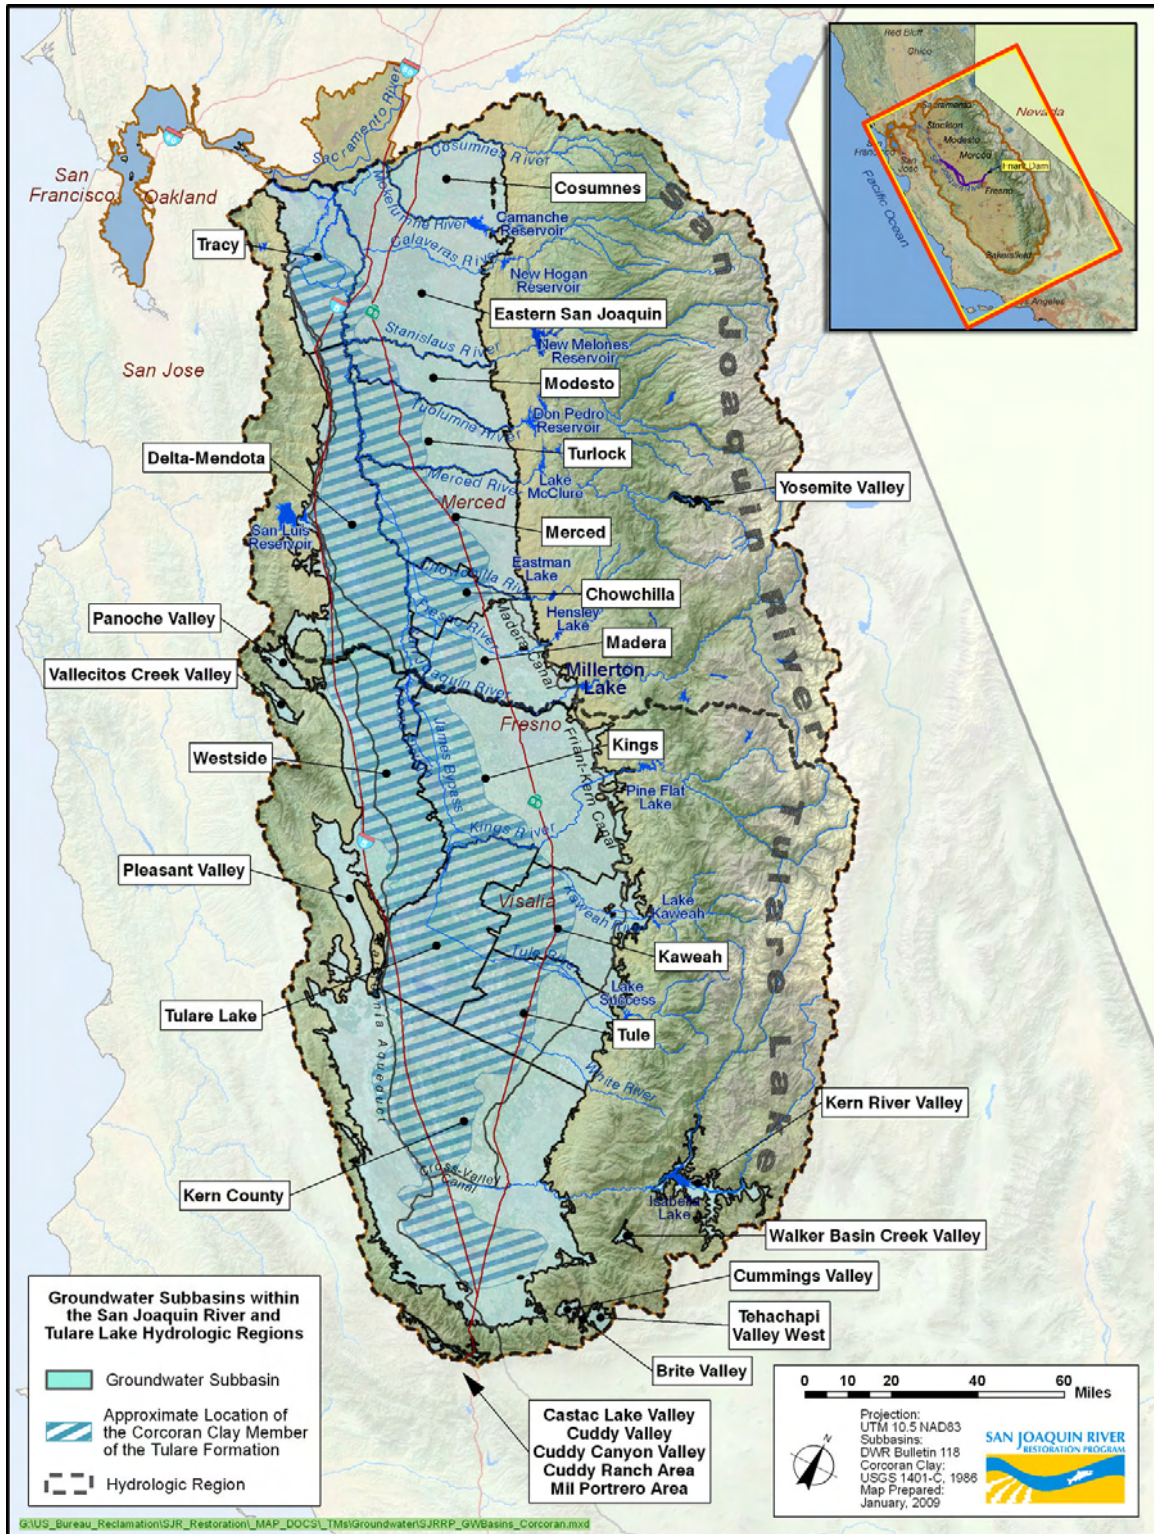 Red Bluff
Chico
Sacramento
Nevada
Stockton
Modesto
San Francisco
Merced
San Jose
Friant Dam
Fresno
Pacific Ocean
Bakersfield
Los Angeles
80
80
Sacramento River
Cosumnes River
San
Francisco
Oakland
Cosumnes
Mokelumne River
Camanche
Reservoir
Tracy
Calaveras River
New Hogan
Reservoir
Eastern San Joaquin
Stanislaus River
New Melones
Reservoir
San Jose
Modesto
Tuolumne River
Don Pedro
Reservoir
Turlock
Delta-Mendota
Merced River
Lake
McClure
Yosemite Valley
Merced
San Luis
Reservoir
Merced
Eastman
Lake
Chowchilla River
Chowchilla
Hensley
Lake
Fresno River
Madera Canal
Panoche Valley
Madera
Vallecitos Creek Valley
San Joaquin River
Millerton
Lake
Fresno
San Joaquin River
Westside
James Bypass
Kings
Friant-Kern Canal
Pine Flat
Lake
Kings River
Pleasant Valley
Visalia
Kaweah River
Lake
Kaweah
Kaweah
Tule River
Lake
Success
Tulare Lake
Tule
California Aqueduct
White River
Tulare Lake
Kern River Valley
Kern County
Cross-Valley
Canal
Isabella
Lake
Walker Basin Creek Valley
Cummings Valley
Tehachapi
Valley West
Brite Valley
Castac Lake Valley
Cuddy Valley
Cuddy Canyon Valley
Cuddy Ranch Area
Mil Portrero Area
Groundwater Subbasins within
the San Joaquin River and
Tulare Lake Hydrologic Regions
Groundwater Subbasin
Approximate Location of
the Corcoran Clay Member
of the Tulare Formation
Hydrologic Region
0 10 20 40 60
Miles
N
Projection:
UTM 10.5 NAD83
Subbasins:
DWR Bulletin 118
Corcoran Clay:
USGS 1401-C, 1986
Map Prepared:
January, 2009
SAN JOAQUIN RIVER
RESTORATION PROGRAM
G:\US_Bureau_Reclamation\SJR_Restoration\_MAP_DOCS\_TMs\Groundwater\SJRRP_GWBasins_Corcoran.mxd